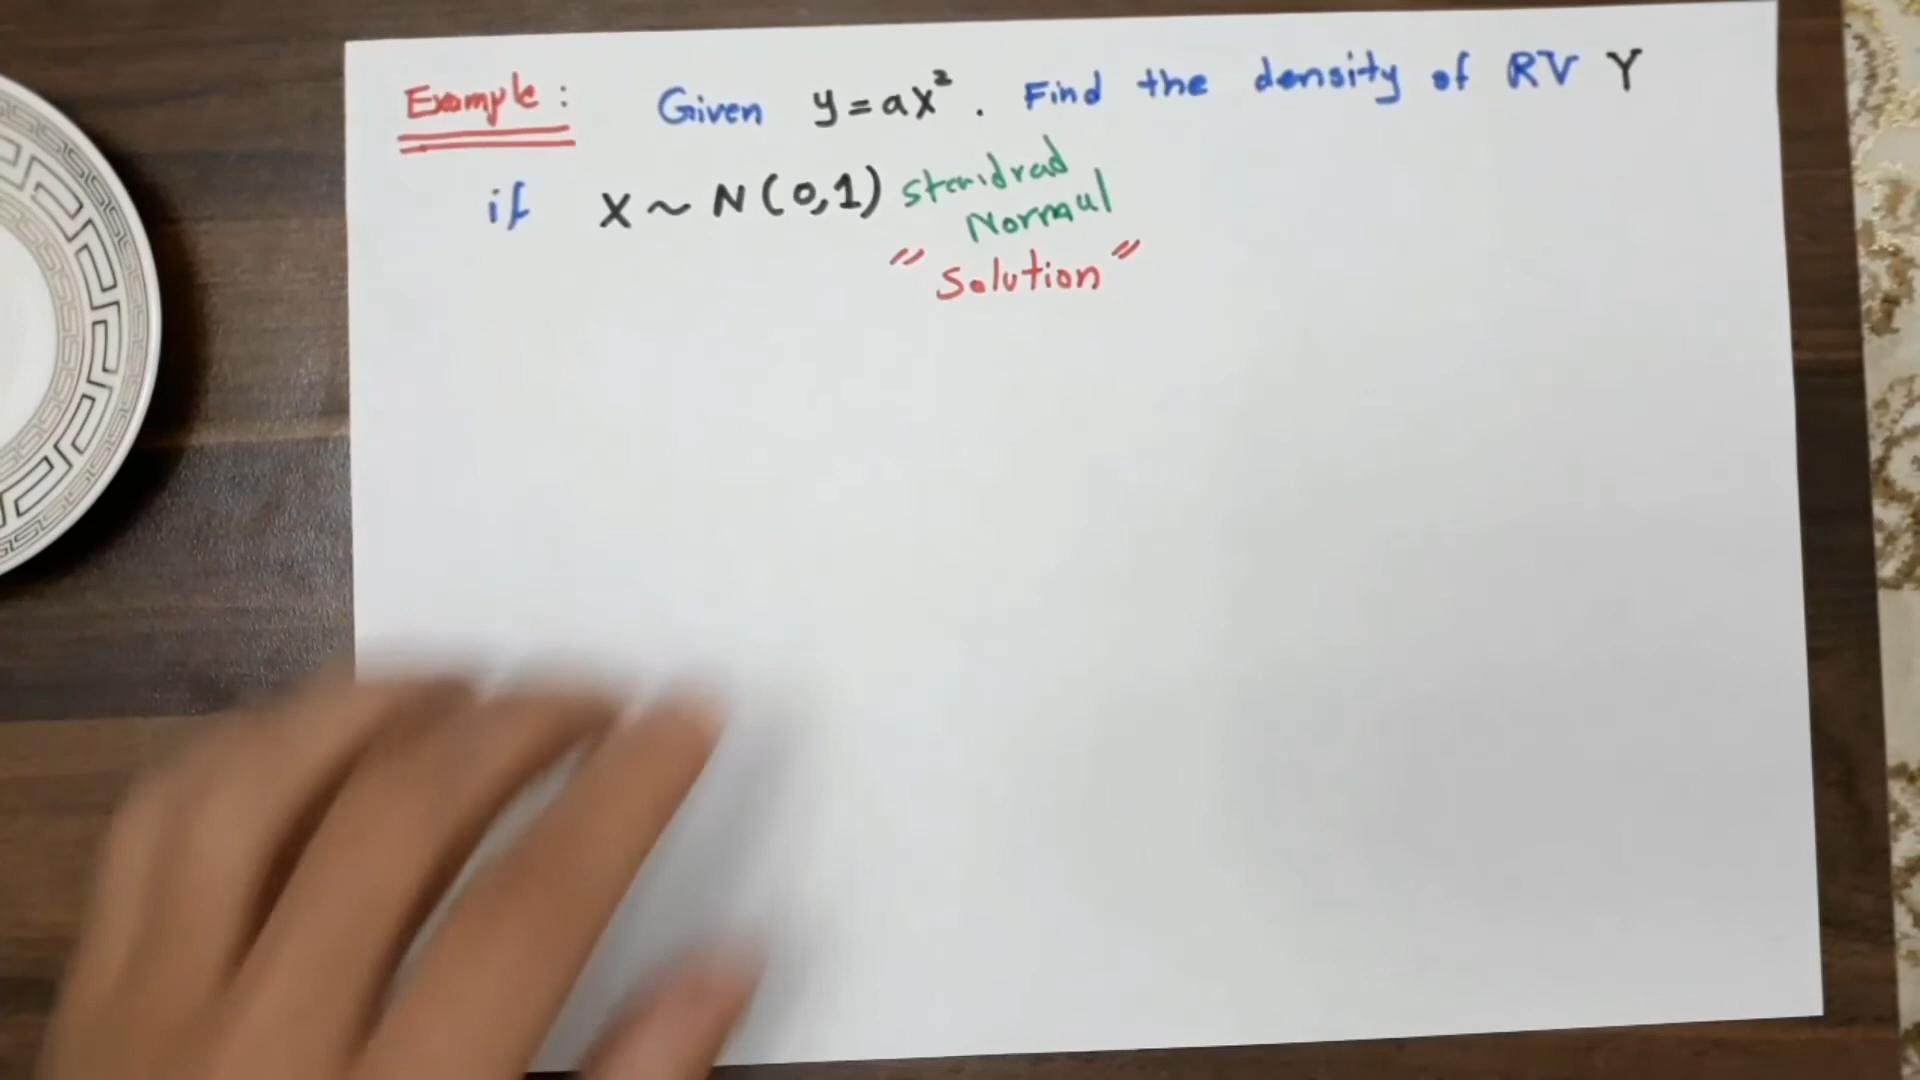 Example: Given y=ax². Find the density of RV Y
if X ~ N(0,1) standrad
Normal
" Solution "